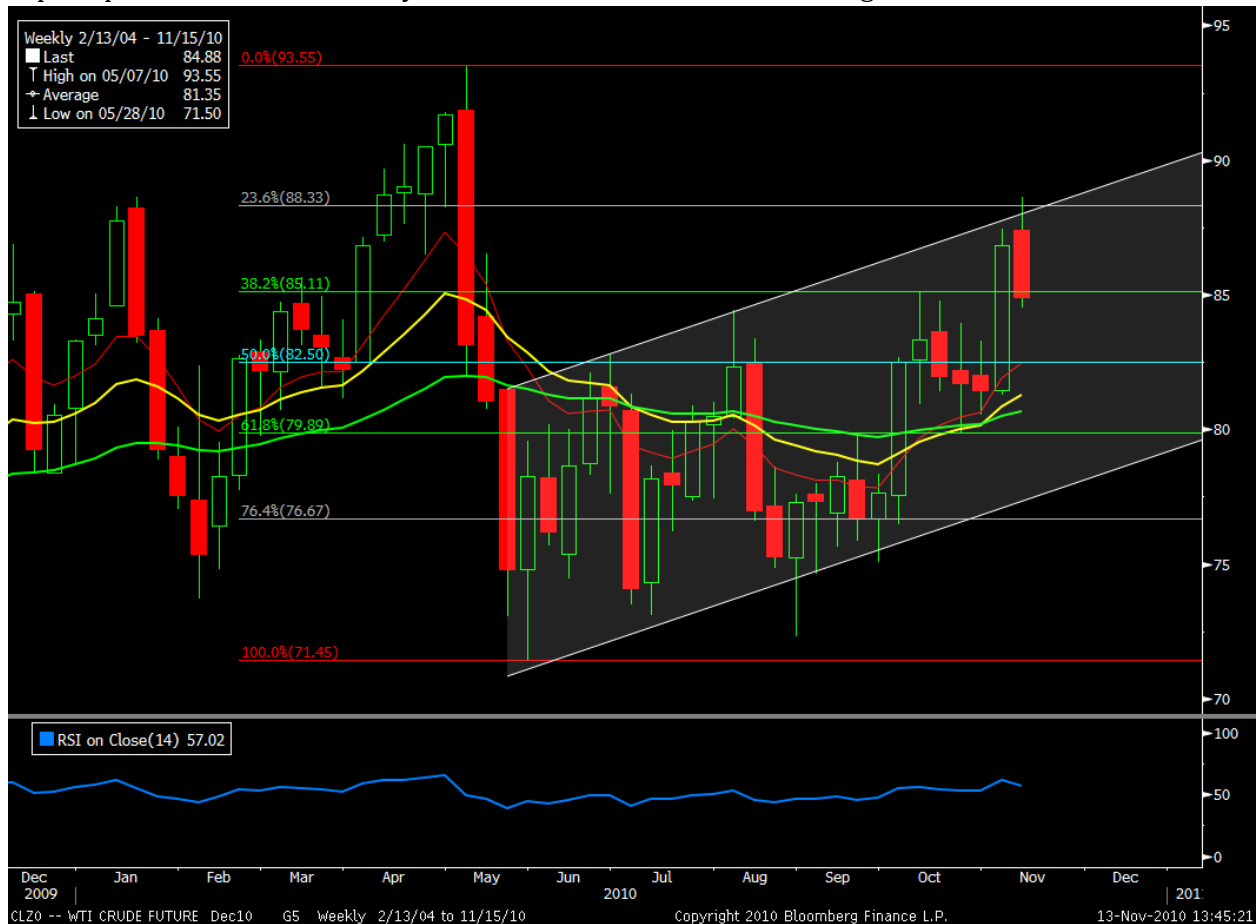 Weekly 2/13/04 - 11/15/10
Last 84.88
High on 05/07/10 93.55
Average 81.35
Low on 05/28/10 71.50
0.0%(93.55)
23.6%(88.33)
38.2%(85.11)
50.0%(82.50)
61.8%(79.89)
76.4%(76.67)
100.0%(71.45)
95
90
85
80
75
70
RSI on Close(14) 57.02
100
50
0
Dec Jan Feb Mar Apr May Jun Jul Aug Sep Oct Nov Dec
2009 2010 201
CLZ0 -- WTI CRUDE FUTURE Dec10 G5 Weekly 2/13/04 to 11/15/10 Copyright 2010 Bloomberg Finance L.P. 13-Nov-2010 13:45:21